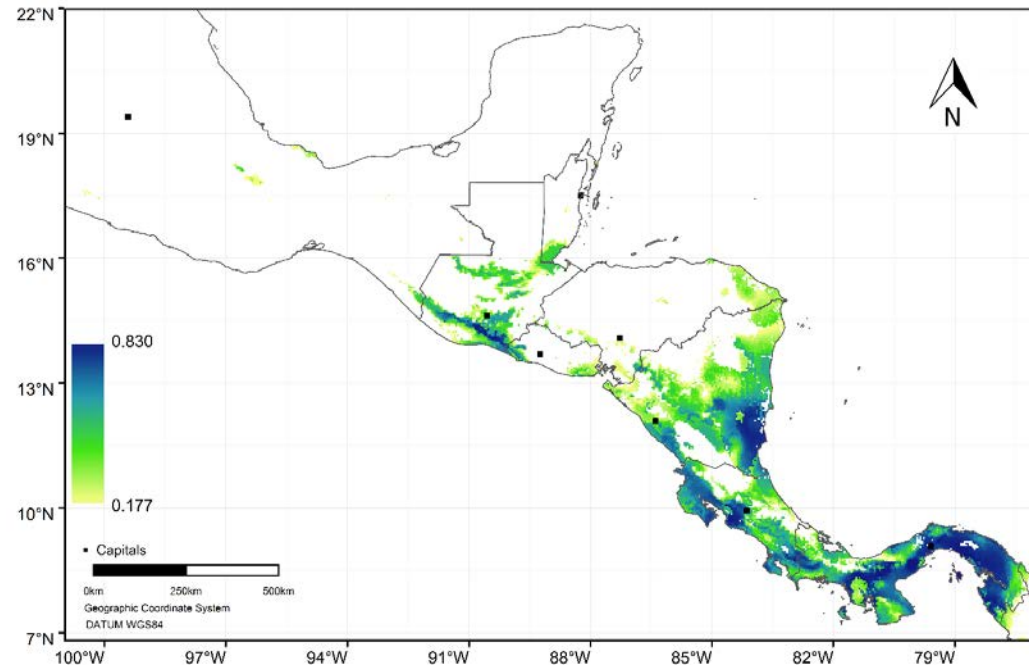 22°N
19°N
16°N
13°N
10°N
7°N
N
0.830
0.177
Capitals
0km 250km 500km
Geographic Coordinate System
DATUM WGS84
100°W 97°W 94°W 91°W 88°W 85°W 82°W 79°W